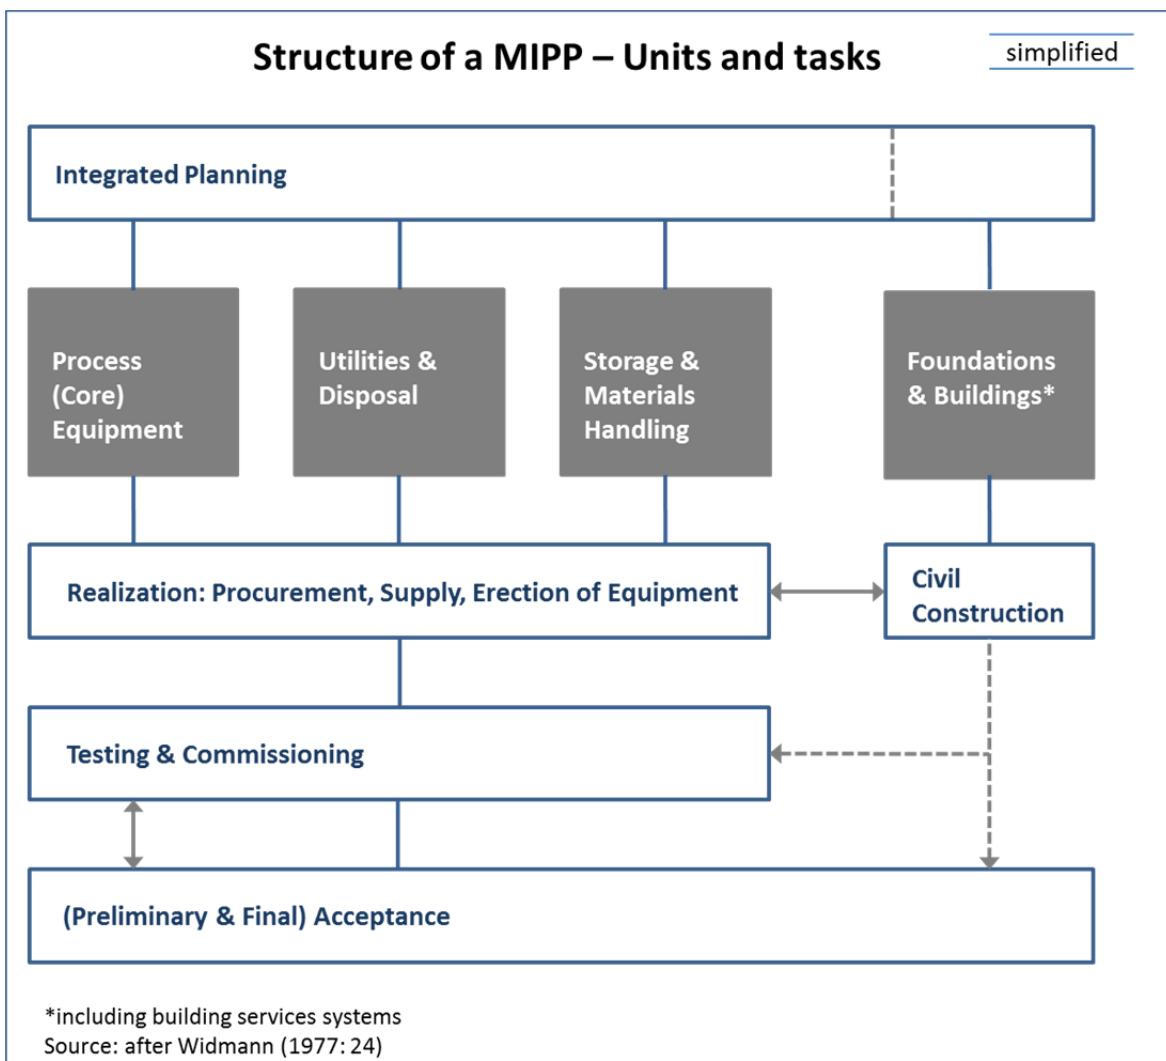 Structure of a MIPP – Units and tasks
simplified
Integrated Planning
Process
(Core)
Equipment
Utilities &
Disposal
Storage &
Materials
Handling
Foundations
& Buildings*
Realization: Procurement, Supply, Erection of Equipment
Civil
Construction
Testing & Commissioning
(Preliminary & Final) Acceptance
*including building services systems
Source: after Widmann (1977: 24)